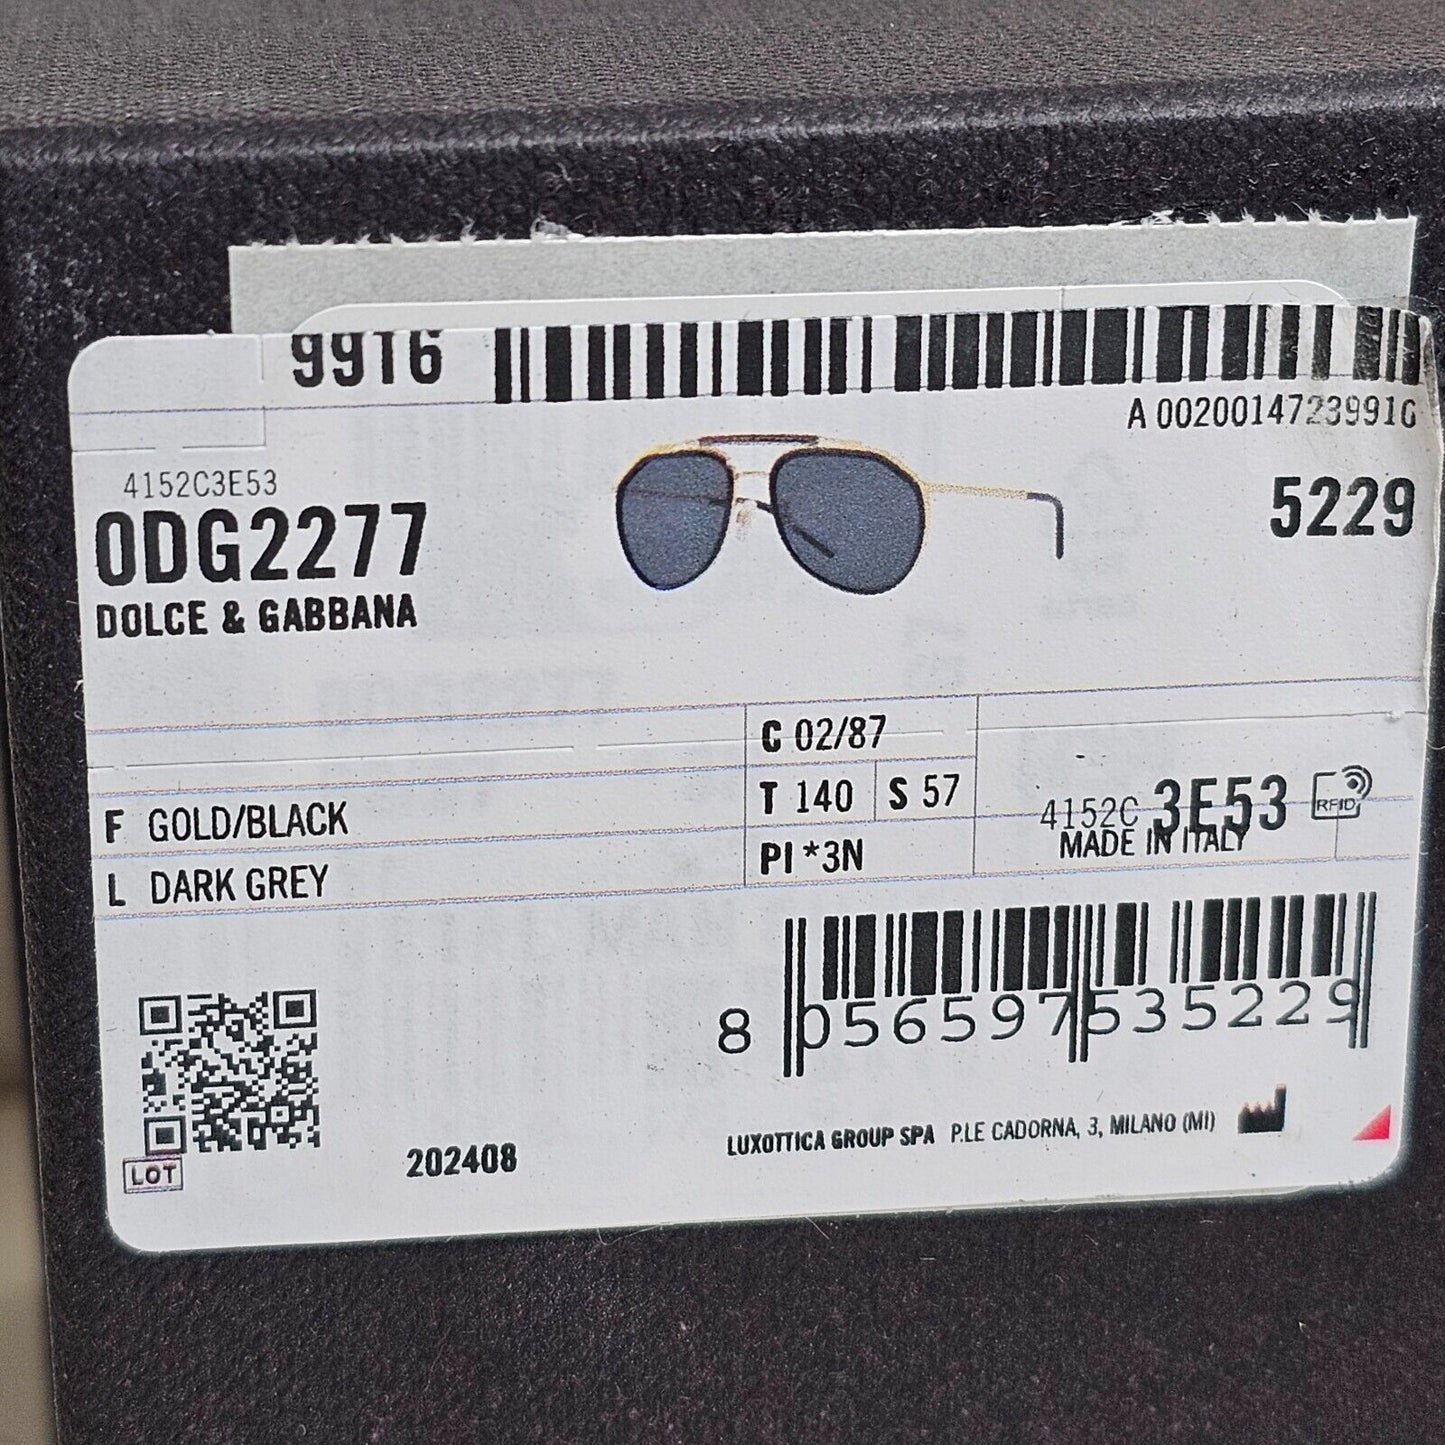 9916
A 0020014723991G
4152C3E53
0DG2277
5229
DOLCE & GABBANA
C 02/87
F GOLD/BLACK
T 140 S 57
4152C 3E53 RFID
L DARK GREY
PI *3N
MADE IN ITALY
8 056597 535229
LOT
202408
LUXOTTICA GROUP SPA P.LE CADORNA, 3, MILANO (MI)